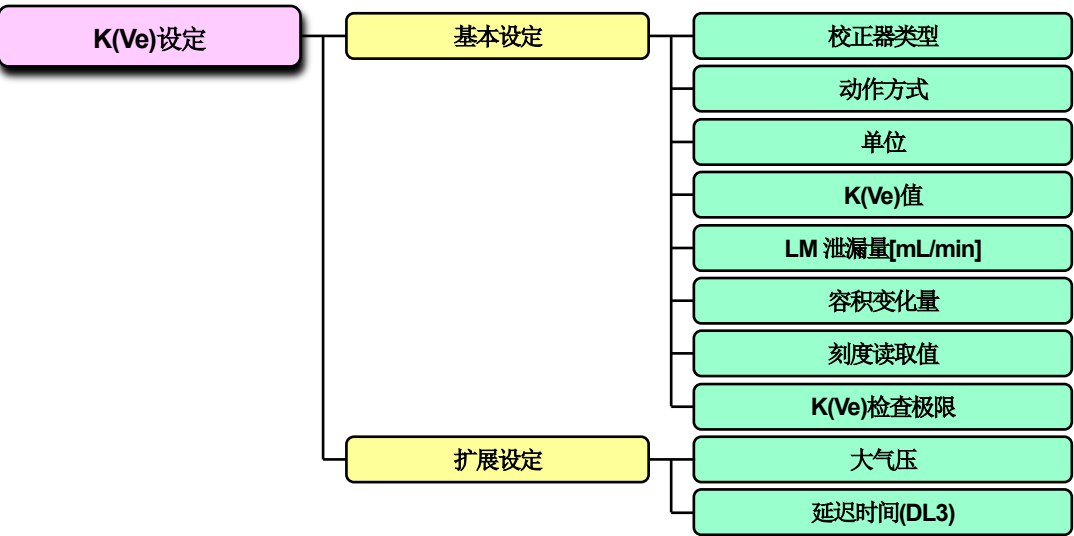 K(Ve)设定
基本设定
校正器类型
动作方式
单位
K(Ve)值
LM 泄漏量[mL/min]
容积变化量
刻度读取值
K(Ve)检查极限
扩展设定
大气压
延迟时间(DL3)